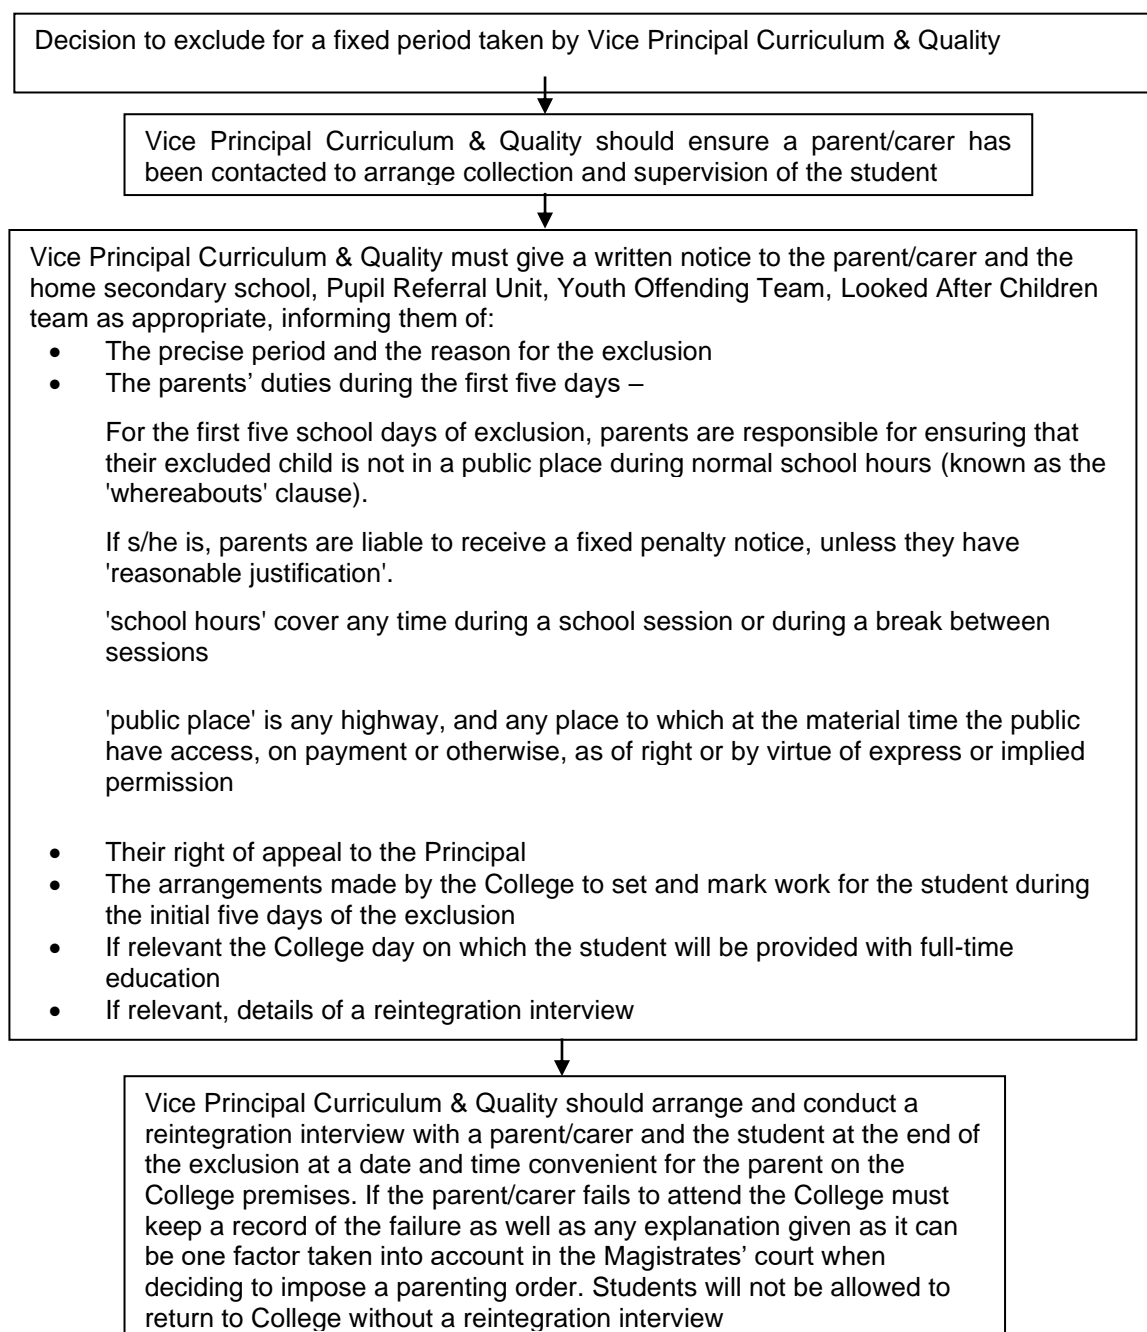 Decision to exclude for a fixed period taken by Vice Principal Curriculum & Quality
Vice Principal Curriculum & Quality should ensure a parent/carer has
been contacted to arrange collection and supervision of the student
Vice Principal Curriculum & Quality must give a written notice to the parent/carer and the
home secondary school, Pupil Referral Unit, Youth Offending Team, Looked After Children
team as appropriate, informing them of:
• The precise period and the reason for the exclusion
• The parents’ duties during the first five days –
For the first five school days of exclusion, parents are responsible for ensuring that
their excluded child is not in a public place during normal school hours (known as the
'whereabouts' clause).
If s/he is, parents are liable to receive a fixed penalty notice, unless they have
'reasonable justification'.
'school hours' cover any time during a school session or during a break between
sessions
'public place' is any highway, and any place to which at the material time the public
have access, on payment or otherwise, as of right or by virtue of express or implied
permission
• Their right of appeal to the Principal
• The arrangements made by the College to set and mark work for the student during
the initial five days of the exclusion
• If relevant the College day on which the student will be provided with full-time
education
• If relevant, details of a reintegration interview
Vice Principal Curriculum & Quality should arrange and conduct a
reintegration interview with a parent/carer and the student at the end of
the exclusion at a date and time convenient for the parent on the
College premises. If the parent/carer fails to attend the College must
keep a record of the failure as well as any explanation given as it can
be one factor taken into account in the Magistrates’ court when
deciding to impose a parenting order. Students will not be allowed to
return to College without a reintegration interview